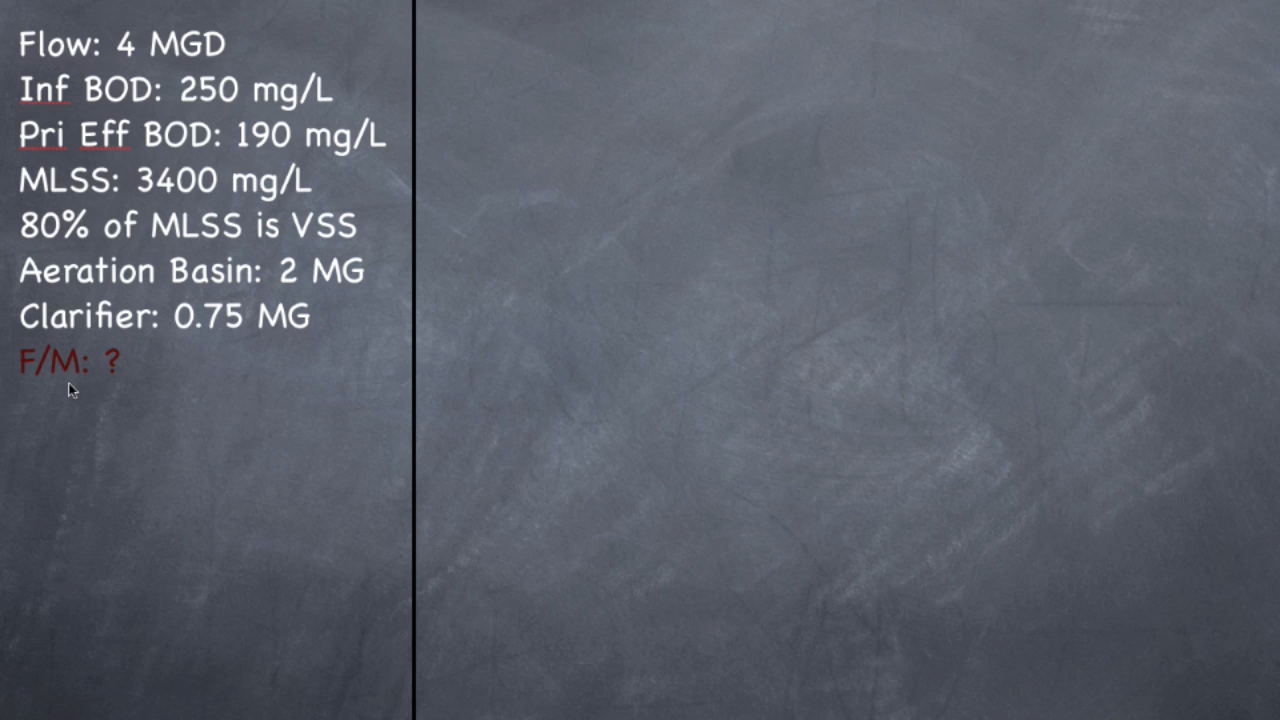 Flow: 4 MGD
Inf BOD: 250 mg/L
Pri Eff BOD: 190 mg/L
MLSS: 3400 mg/L
80% of MLSS is VSS
Aeration Basin: 2 MG
Clarifier: 0.75 MG
F/M: ?